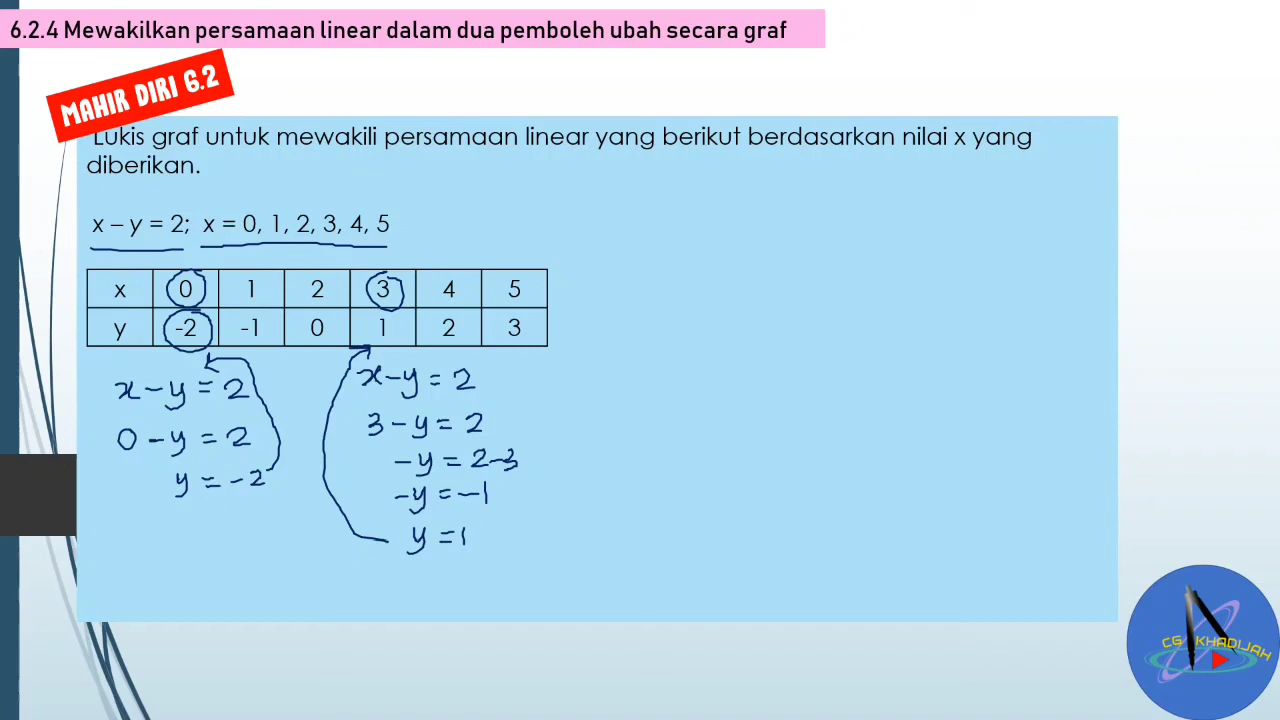 6.2.4 Mewakilkan persamaan linear dalam dua pemboleh ubah secara graf
MAHIR DIRI 6.2
Lukis graf untuk mewakili persamaan linear yang berikut berdasarkan nilai x yang
diberikan.
x – y = 2; x = 0, 1, 2, 3, 4, 5
x 0 1 2 3 4 5
y -2 -1 0 1 2 3
x - y = 2
0 - y = 2
y = -2
x - y = 2
3 - y = 2
-y = 2-3
-y = -1
y = 1
CG KHADIJAH